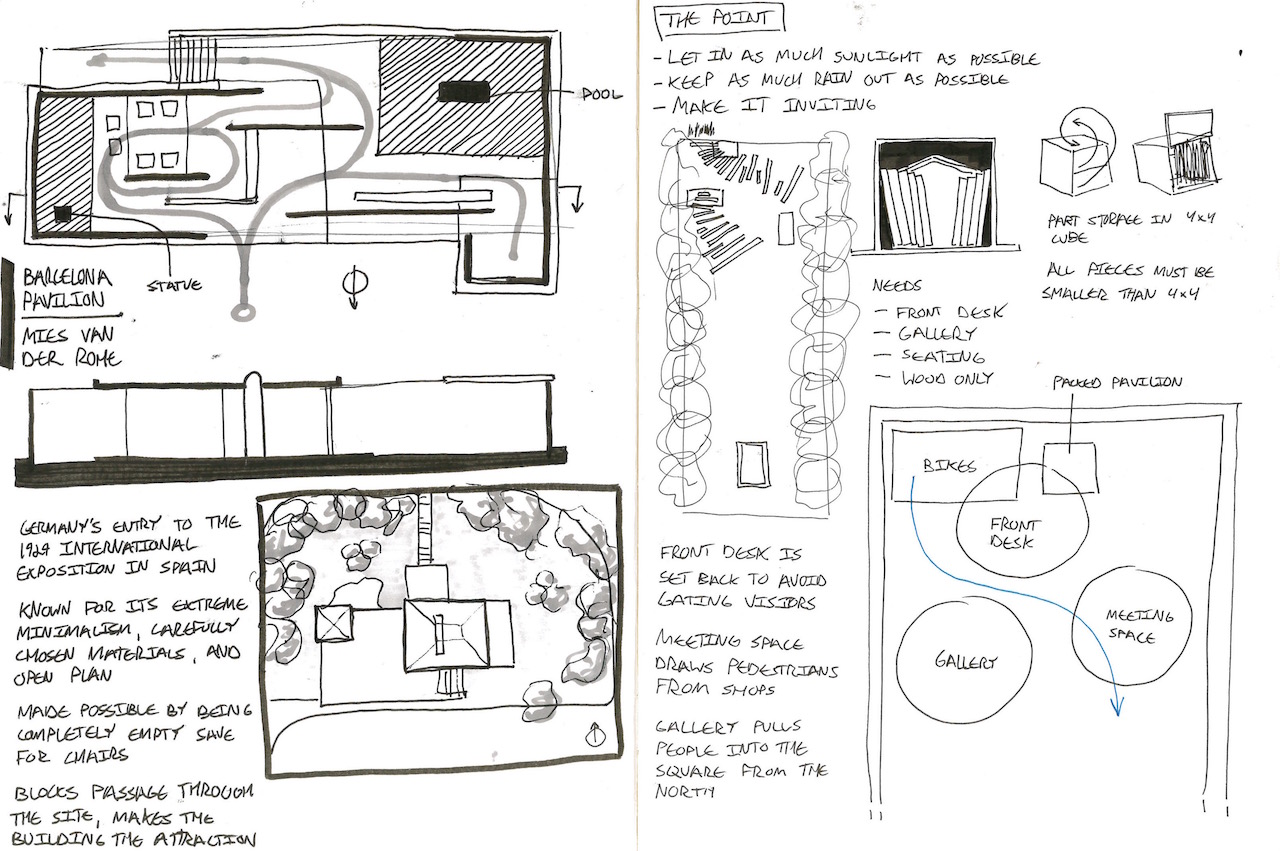 POOL
STATUE
BARCELONA
PAVILION
MIES VAN
DER ROHE
GERMANY'S ENTRY TO THE
1929 INTERNATIONAL
EXPOSITION IN SPAIN
KNOWN FOR ITS EXTREME
MINIMALISM, CAREFULLY
CHOSEN MATERIALS, AND
OPEN PLAN
MADE POSSIBLE BY BEING
COMPLETELY EMPTY SAVE
FOR CHAIRS
BLOCKS PASSAGE THROUGH
THE SITE, MAKES THE
BUILDING THE ATTRACTION
THE POINT
- LET IN AS MUCH SUNLIGHT AS POSSIBLE
- KEEP AS MUCH RAIN OUT AS POSSIBLE
- MAKE IT INVITING
PART STORAGE IN 4x4
CUBE
ALL PIECES MUST BE
SMALLER THAN 4x4
NEEDS
- FRONT DESK
- GALLERY
- SEATING
- WOOD ONLY
PACKED PAVILION
BIKES
FRONT
DESK
MEETING
SPACE
GALLERY
FRONT DESK IS
SET BACK TO AVOID
GATING VISIORS
MEETING SPACE
DRAWS PEDESTRIANS
FROM SHOPS
GALLERY PULLS
PEOPLE INTO THE
SQUARE FROM THE
NORTH